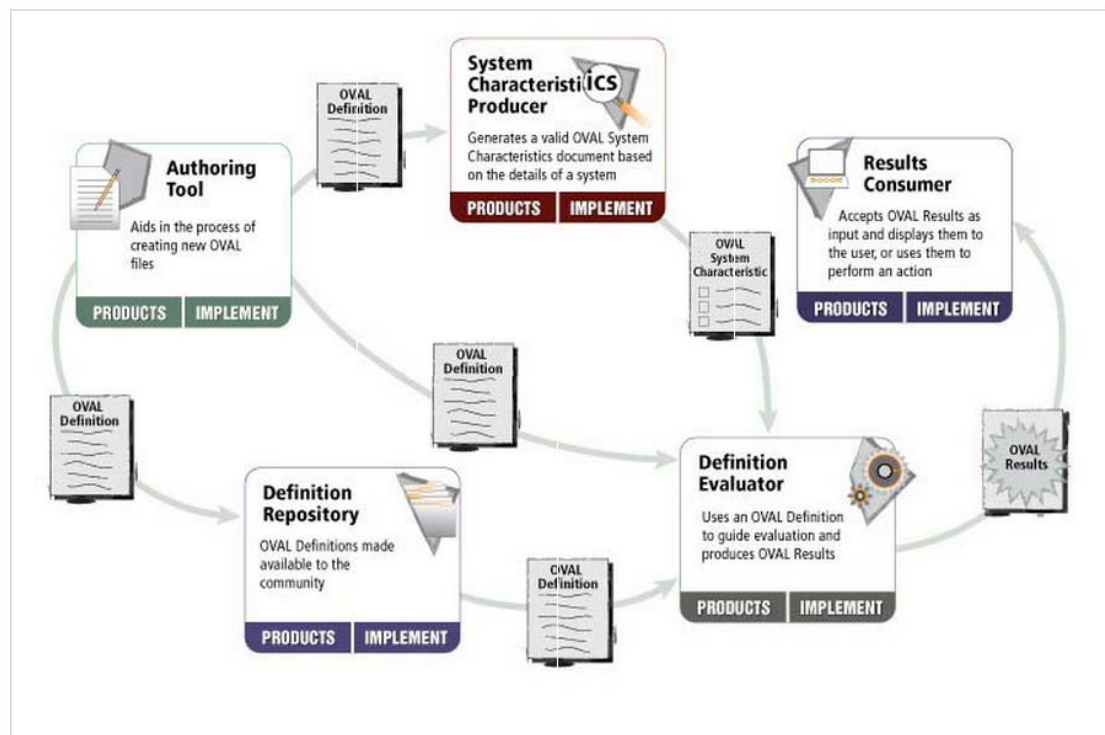 OVAL
Definition
System
Characteristi
ics
Producer
Generates a valid OVAL System
Characteristics document based
on the details of a system
PRODUCTS
IMPLEMENT
Authoring
Tool
Aids in the process of
creating new OVAL
files
PRODUCTS
IMPLEMENT
Results
Consumer
Accepts OVAL Results as
input and displays them to
the user, or uses them to
perform an action
PRODUCTS
IMPLEMENT
OVAL
System
Characteristic
OVAL
Definition
OVAL
Definition
OVAL
Results
Definition
Repository
OVAL Definitions made
available to the
community
PRODUCTS
IMPLEMENT
OVAL
Definition
Definition
Evaluator
Uses an OVAL Definition
to guide evaluation and
produces OVAL Results
PRODUCTS
IMPLEMENT